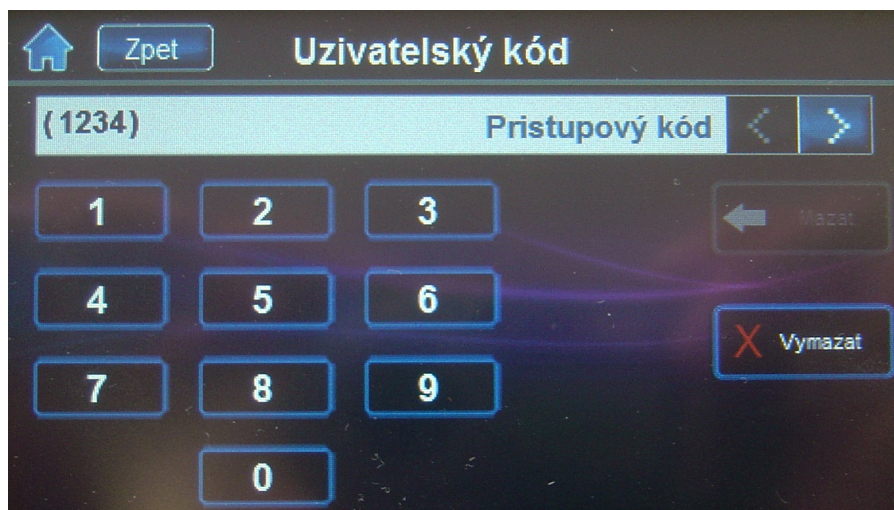 Zpet Uzivatelský kód
(1234) Pristupový kód < >
1 2 3
Mazat
4 5 6
Vymazat
7 8 9
0